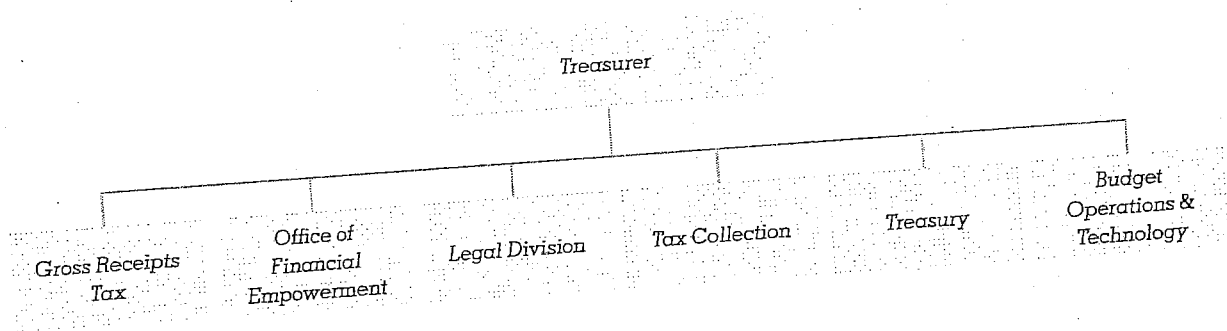 Treasurer
Gross Receipts
Tax
Office of
Financial
Empowerment
Legal Division
Tax Collection
Treasury
Budget
Operations &
Technology